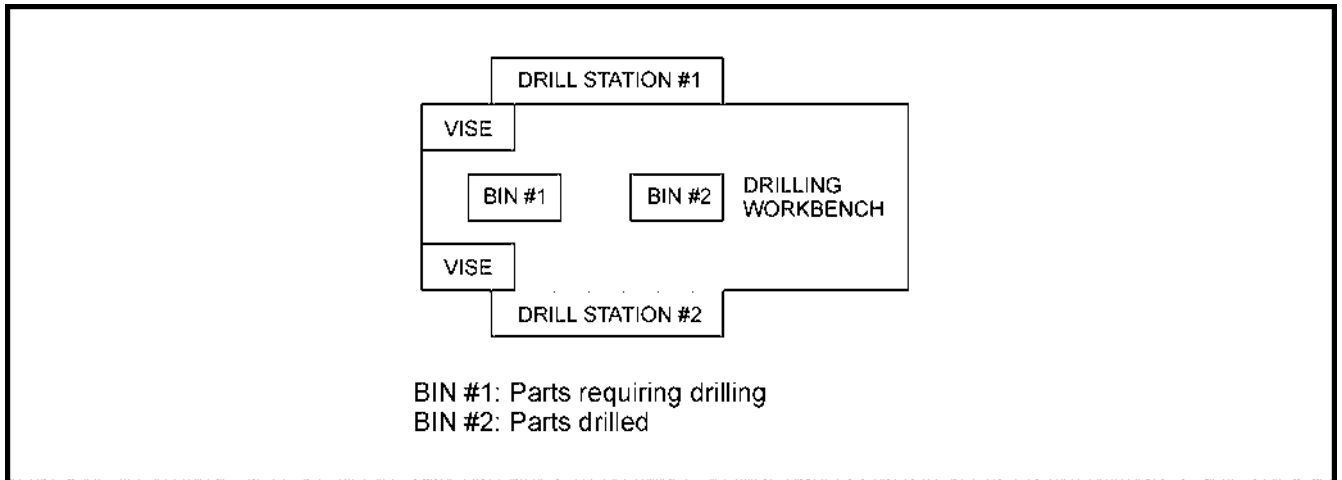 DRILL STATION #1
VISE
BIN #1
BIN #2
DRILLING
WORKBENCH
VISE
DRILL STATION #2
BIN #1: Parts requiring drilling
BIN #2: Parts drilled